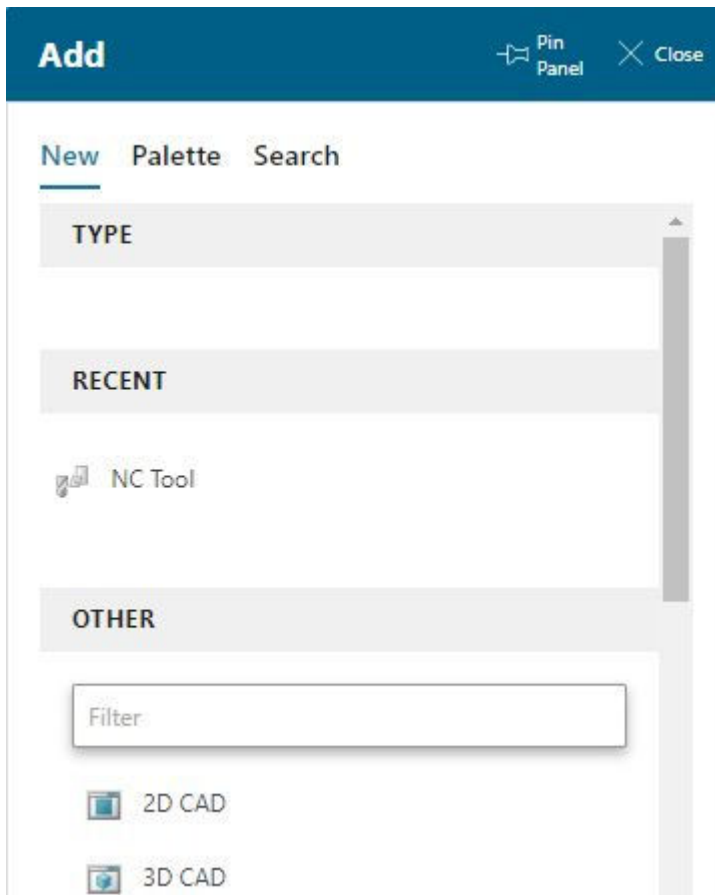 Add
Pin
Panel
Close
New Palette Search
TYPE
RECENT
NC Tool
OTHER
Filter
2D CAD
3D CAD